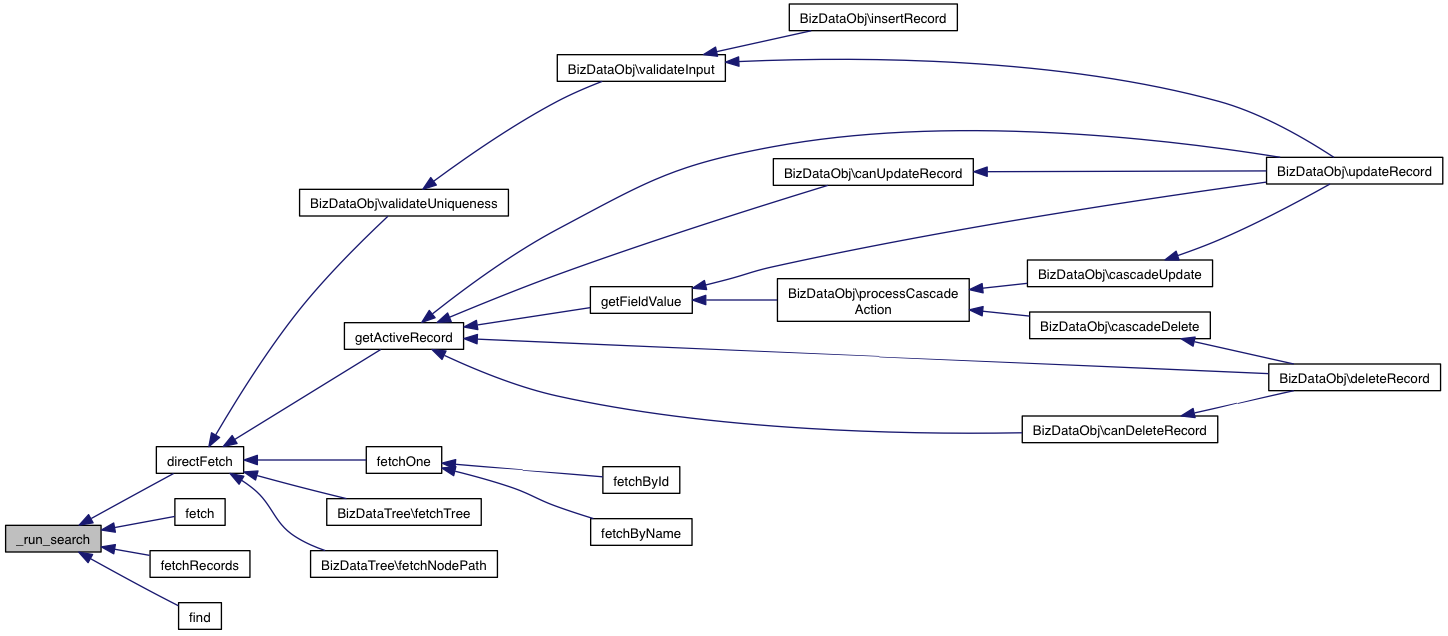 BizDataObj\insertRecord
BizDataObj\validateInput
BizDataObj\updateRecord
BizDataObj\canUpdateRecord
BizDataObj\validateUniqueness
BizDataObj\cascadeUpdate
BizDataObj\processCascade
Action
getFieldValue
BizDataObj\cascadeDelete
getActiveRecord
BizDataObj\deleteRecord
BizDataObj\canDeleteRecord
directFetch
fetchOne
fetchById
fetch
BizDataTree\fetchTree
fetchByName
_run_search
fetchRecords
BizDataTree\fetchNodePath
find